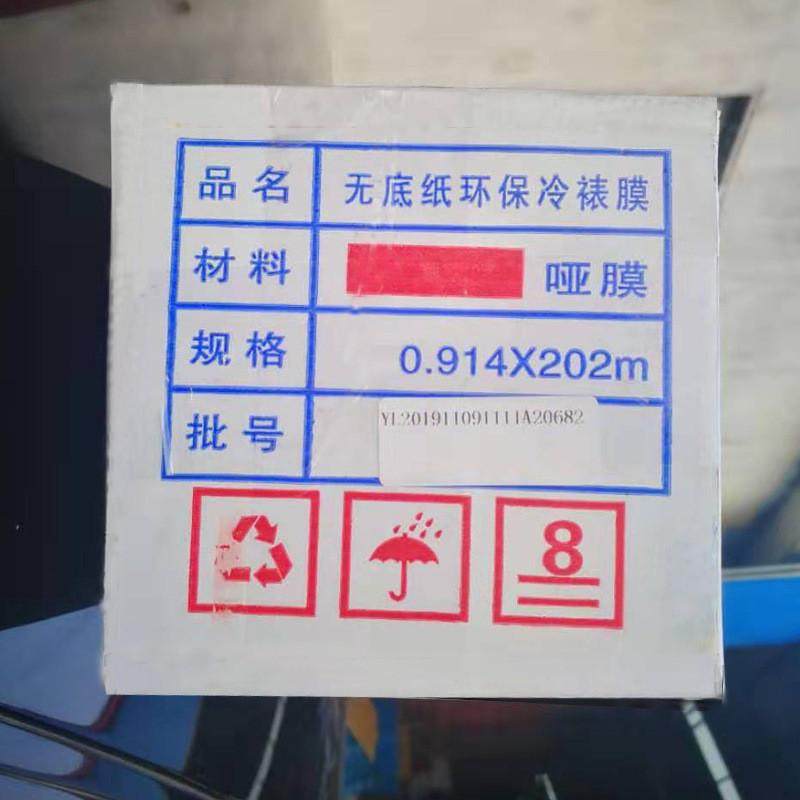 品名 无底纸环保冷裱膜
材料 哑膜
规格 0.914X202m
批号 YL201911091111A20682
8